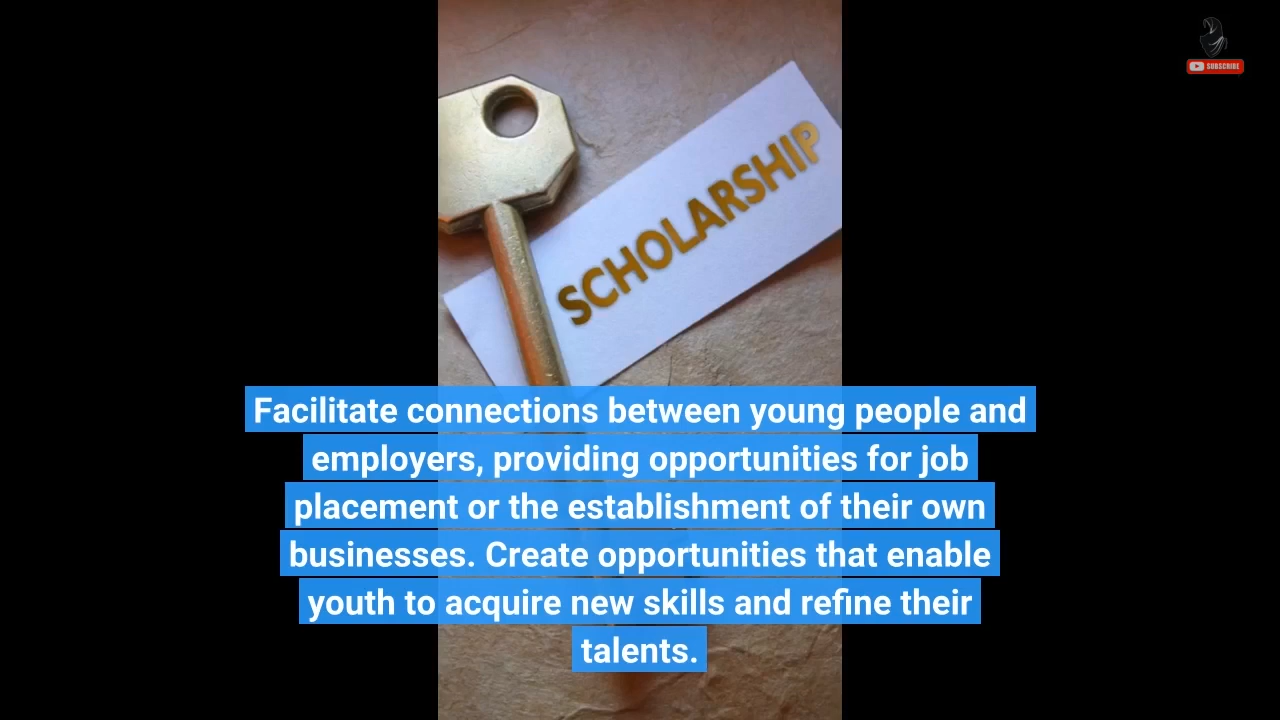 SUBSCRIBE
SCHOLARSHIP
Facilitate connections between young people and
employers, providing opportunities for job
placement or the establishment of their own
businesses. Create opportunities that enable
youth to acquire new skills and refine their
talents.